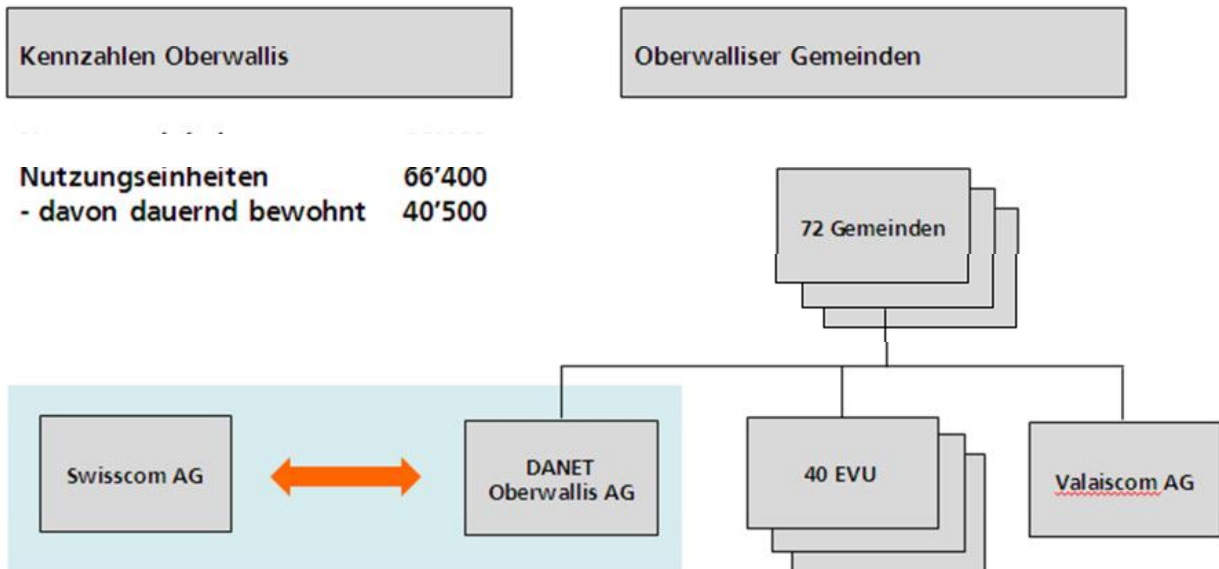 Kennzahlen Oberwallis
Oberwalliser Gemeinden
Nutzungseinheiten 66’400
- davon dauernd bewohnt 40’500
72 Gemeinden
Swisscom AG
DANET
Oberwallis AG
40 EVU
Valaiscom AG